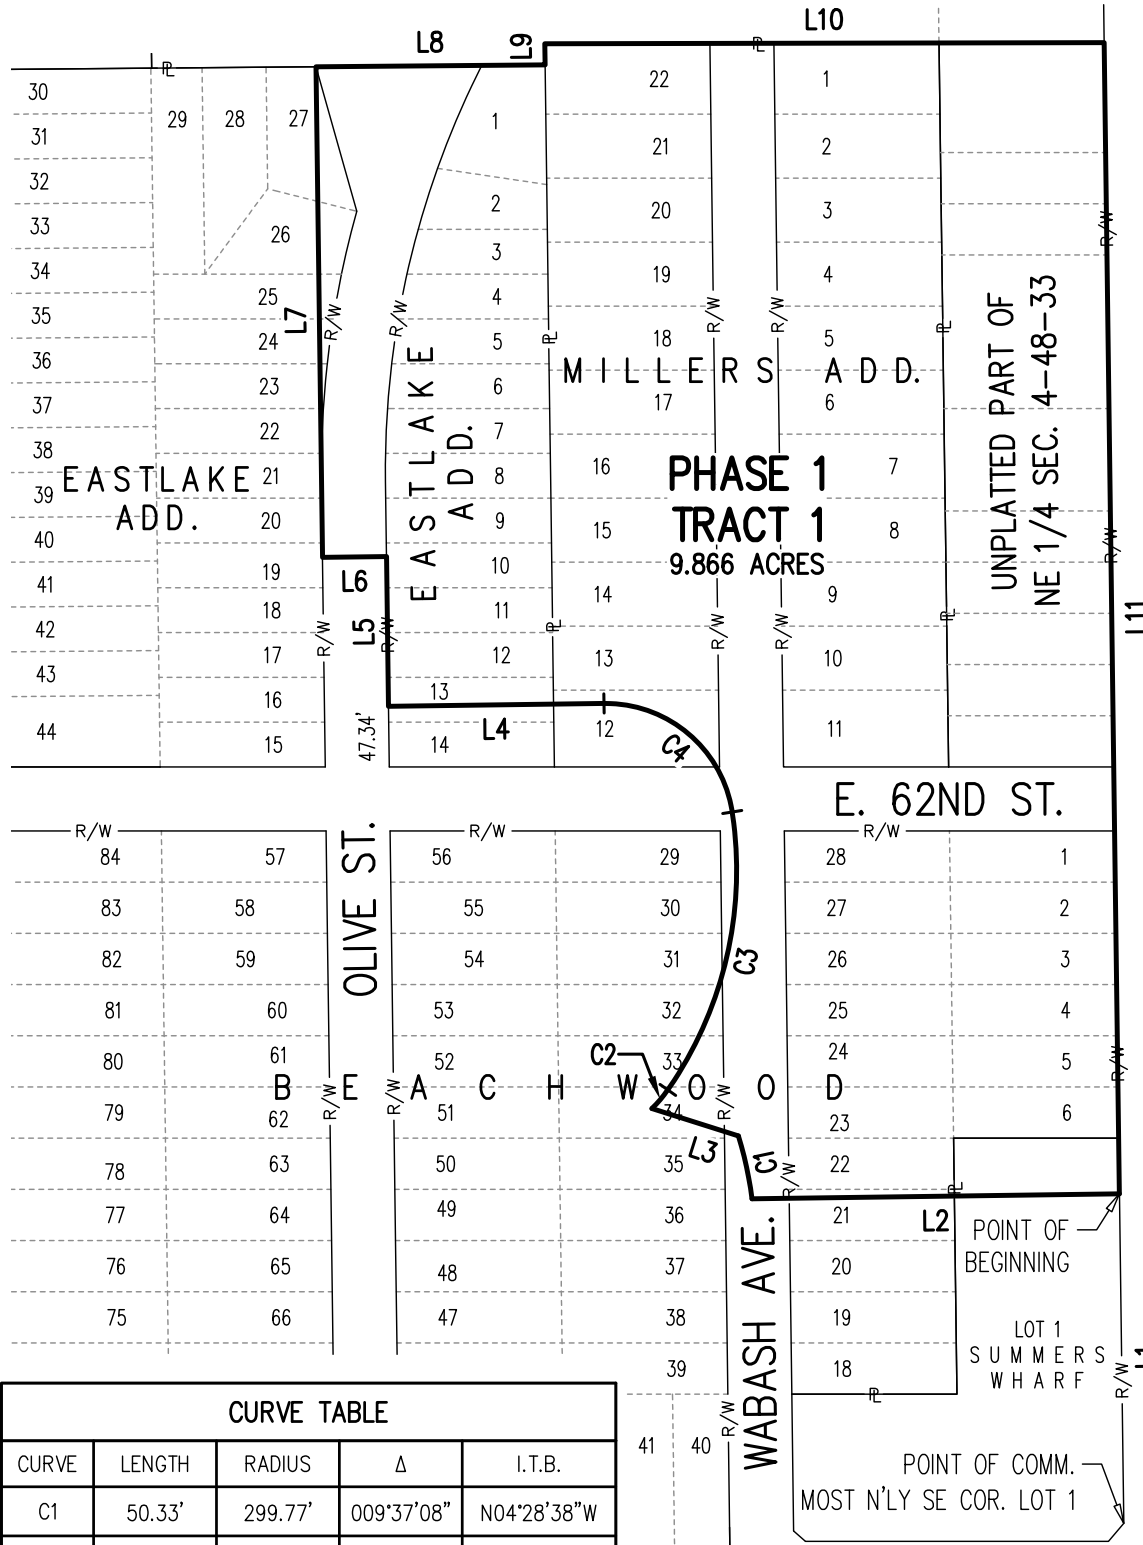 L10
L8
L9
30
31
32
33
34
35
36
37
38
39
40
41
42
43
44
29
28
27
26
25
24
23
22
21
20
19
18
17
16
15
L7
R/W
R/W
EASTLAKE
ADD.
EASTLAKE
ADD.
1
2
3
4
5
6
7
8
9
10
11
12
13
14
L6
L5
R/W
R/W
47.34'
L4
22
21
20
19
18
17
16
15
14
13
12
R/W
R/W
MILLERS ADD.
PHASE 1
TRACT 1
9.866 ACRES
1
2
3
4
5
6
7
8
9
10
11
R/W
R/W
UNPLATTED PART OF
NE 1/4 SEC. 4-48-33
R/W
R/W
L11
C4
E. 62ND ST.
R/W
R/W
R/W
84
83
82
81
80
79
78
77
76
75
57
58
59
60
61
62
63
64
65
66
OLIVE ST.
R/W
R/W
56
55
54
53
52
51
50
49
48
47
29
30
31
32
33
34
35
36
37
38
39
40
41
C3
C2
L3
C1
BEACHWOOD
R/W
R/W
28
27
26
25
24
23
22
21
20
19
18
1
2
3
4
5
6
R/W
L2
POINT OF
BEGINNING
WABASH AVE.
R/W
LOT 1
SUMMERS
WHARF
R/W
L1
POINT OF COMM.
MOST N'LY SE COR. LOT 1
CURVE TABLE
CURVE LENGTH RADIUS Δ I.T.B.
C1 50.33' 299.77' 009°37'08" N04°28'38"W